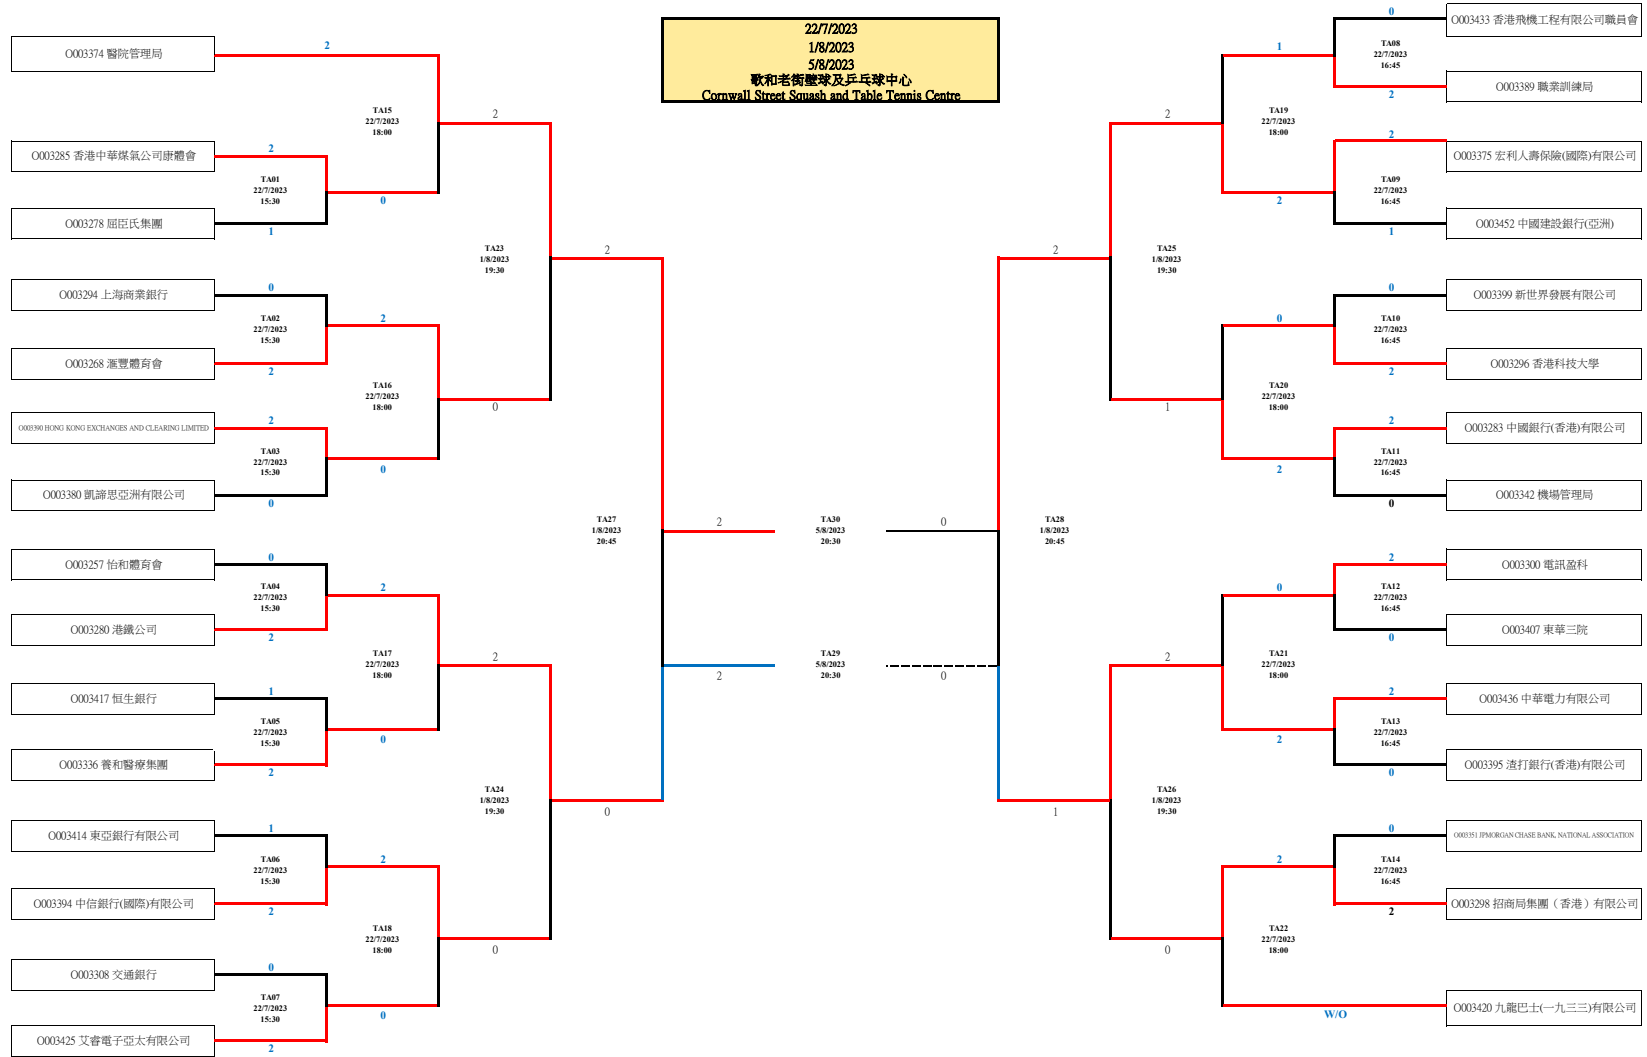 22/7/2023
1/8/2023
5/8/2023
歌和老街壁球及乒乓球中心
Cornwall Street Squash and Table Tennis Centre
O003374 醫院管理局
2
TA15
22/7/2023
18:00
2
O003285 香港中華煤氣公司康體會
2
TA01
22/7/2023
15:30
0
O003278 屈臣氏集團
1
TA23
1/8/2023
19:30
2
O003294 上海商業銀行
0
TA02
22/7/2023
15:30
2
O003268 滙豐體育會
2
TA16
22/7/2023
18:00
0
O003390 HONG KONG EXCHANGES AND CLEARING LIMITED
2
TA03
22/7/2023
15:30
0
O003380 凱諦思亞洲有限公司
0
TA27
1/8/2023
20:45
2
O003257 怡和體育會
0
TA04
22/7/2023
15:30
2
O003280 港鐵公司
2
TA17
22/7/2023
18:00
2
O003417 恒生銀行
1
TA05
22/7/2023
15:30
0
O003336 養和醫療集團
2
TA24
1/8/2023
19:30
0
O003414 東亞銀行有限公司
1
TA06
22/7/2023
15:30
2
O003394 中信銀行(國際)有限公司
2
TA18
22/7/2023
18:00
0
O003308 交通銀行
0
TA07
22/7/2023
15:30
0
O003425 艾睿電子亞太有限公司
2
TA30
5/8/2023
20:30
0
2
TA29
5/8/2023
20:30
0
0
O003433 香港飛機工程有限公司職員會
1
TA08
22/7/2023
16:45
2
O003389 職業訓練局
2
TA19
22/7/2023
18:00
2
O003375 宏利人壽保險(國際)有限公司
2
TA09
22/7/2023
16:45
1
O003452 中國建設銀行(亞洲)
2
TA25
1/8/2023
19:30
0
O003399 新世界發展有限公司
0
TA10
22/7/2023
16:45
2
O003296 香港科技大學
1
TA20
22/7/2023
18:00
2
O003283 中國銀行(香港)有限公司
2
TA11
22/7/2023
16:45
0
O003342 機場管理局
TA28
1/8/2023
20:45
2
O003300 電訊盈科
0
TA12
22/7/2023
16:45
0
O003407 東華三院
2
TA21
22/7/2023
18:00
2
O003436 中華電力有限公司
2
TA13
22/7/2023
16:45
0
O003395 渣打銀行(香港)有限公司
1
TA26
1/8/2023
19:30
0
O003351 JPMORGAN CHASE BANK, NATIONAL ASSOCIATION
2
TA14
22/7/2023
16:45
2
O003298 招商局集團（香港）有限公司
0
TA22
22/7/2023
18:00
W/O
O003420 九龍巴士(一九三三)有限公司